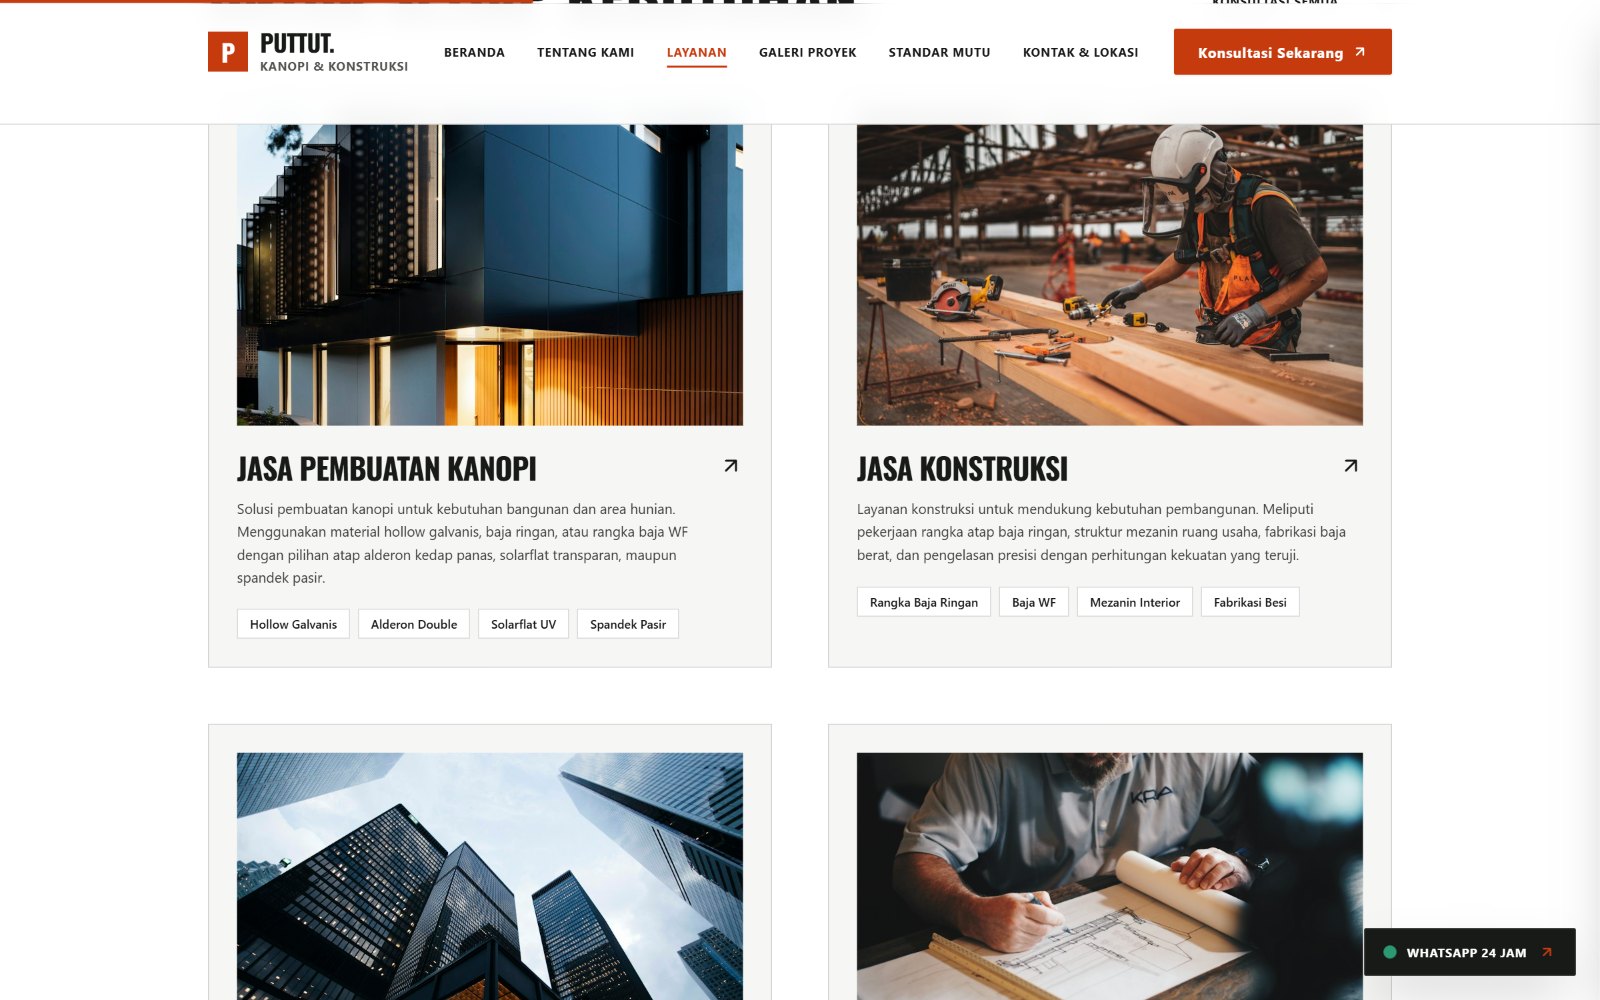 KONSULTASI SEMUA
P
PUTTUT.
KANOPI & KONSTRUKSI
BERANDA
TENTANG KAMI
LAYANAN
GALERI PROYEK
STANDAR MUTU
KONTAK & LOKASI
Konsultasi Sekarang
JASA PEMBUATAN KANOPI
Solusi pembuatan kanopi untuk kebutuhan bangunan dan area hunian.
Menggunakan material hollow galvanis, baja ringan, atau rangka baja WF
dengan pilihan atap alderon kedap panas, solarflat transparan, maupun
spandek pasir.
Hollow Galvanis
Alderon Double
Solarflat UV
Spandek Pasir
JASA KONSTRUKSI
Layanan konstruksi untuk mendukung kebutuhan pembangunan. Meliputi
pekerjaan rangka atap baja ringan, struktur mezanin ruang usaha, fabrikasi baja
berat, dan pengelasan presisi dengan perhitungan kekuatan yang teruji.
Rangka Baja Ringan
Baja WF
Mezanin Interior
Fabrikasi Besi
KRA
WHATSAPP 24 JAM